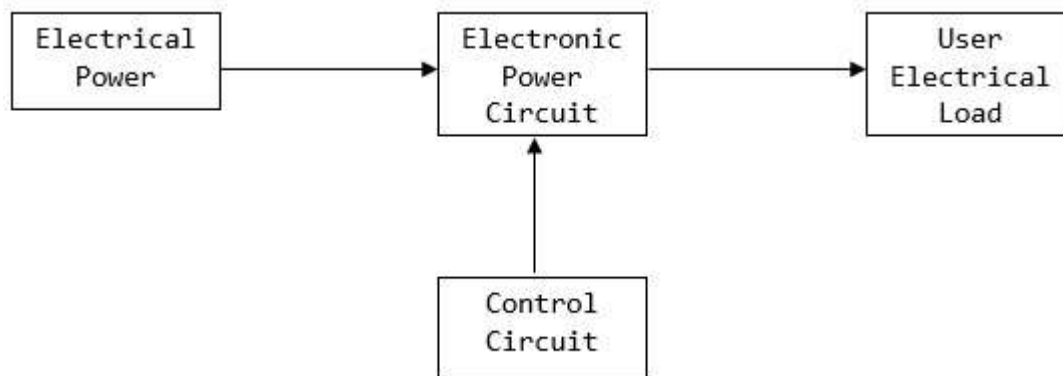 Electrical
Power
Electronic
Power
Circuit
User
Electrical
Load
Control
Circuit